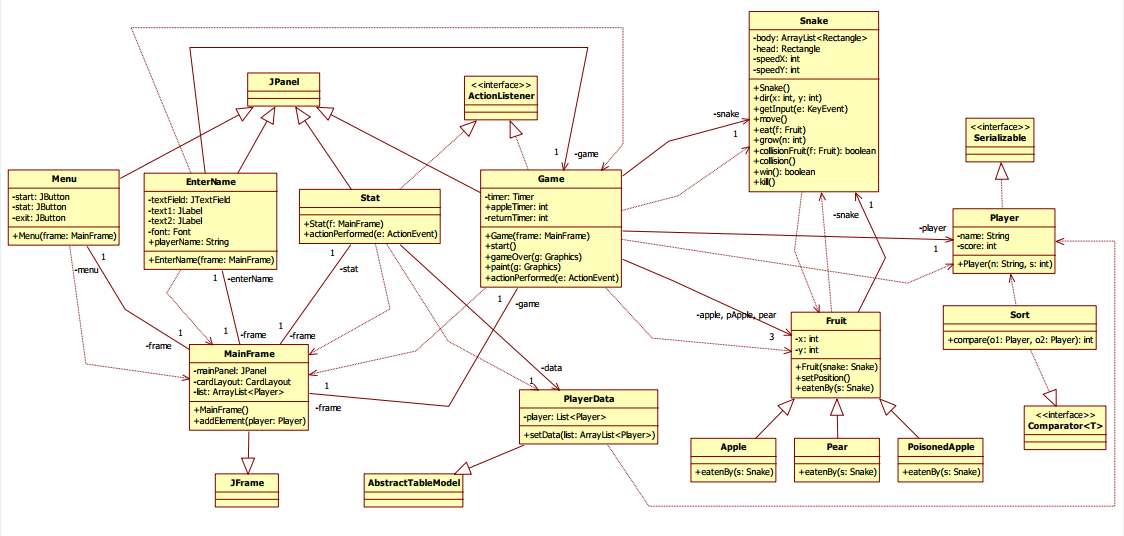 Snake
-body: ArrayList<Rectangle>
-head: Rectangle
-speedX: int
-speedY: int
+Snake()
+dir(x: int, y: int)
+getInput(e: KeyEvent)
+move()
+eat(f: Fruit)
+grow(n: int)
+collisionFruit(f: Fruit): boolean
+collision()
+win(): boolean
+kill()
JPanel
<<interface>>
ActionListener
<<interface>>
Serializable
-snake
1
1
-game
Menu
-start: JButton
-stat: JButton
-exit: JButton
+Menu(frame: MainFrame)
EnterName
-textField: JTextField
-text1: JLabel
-text2: JLabel
-font: Font
+playerName: String
+EnterName(frame: MainFrame)
Stat
+Stat(f: MainFrame)
+actionPerformed(e: ActionEvent)
Game
-timer: Timer
+appleTimer: int
-returnTimer: int
+Game(frame: MainFrame)
+start()
+gameOver(g: Graphics)
+paint(g: Graphics)
+actionPerformed(e: ActionEvent)
1
-snake
-player
1
Player
-name: String
-score: int
+Player(n: String, s: int)
1
-menu
1
-enterName
1
-stat
1
-game
-apple, pApple, pear
3
Fruit
-x: int
-y: int
+Fruit(snake: Snake)
+setPosition()
+eatenBy(s: Snake)
Sort
+compare(o1: Player, o2: Player): int
1
-frame
1
-frame
1
-frame
MainFrame
-mainPanel: JPanel
-cardLayout: CardLayout
-list: ArrayList<Player>
+MainFrame()
+addElement(player: Player)
1
-frame
-data
1
PlayerData
-player: List<Player>
+setData(list: ArrayList<Player>)
<<interface>>
Comparator<T>
Apple
+eatenBy(s: Snake)
Pear
+eatenBy(s: Snake)
PoisonedApple
+eatenBy(s: Snake)
JFrame
AbstractTableModel